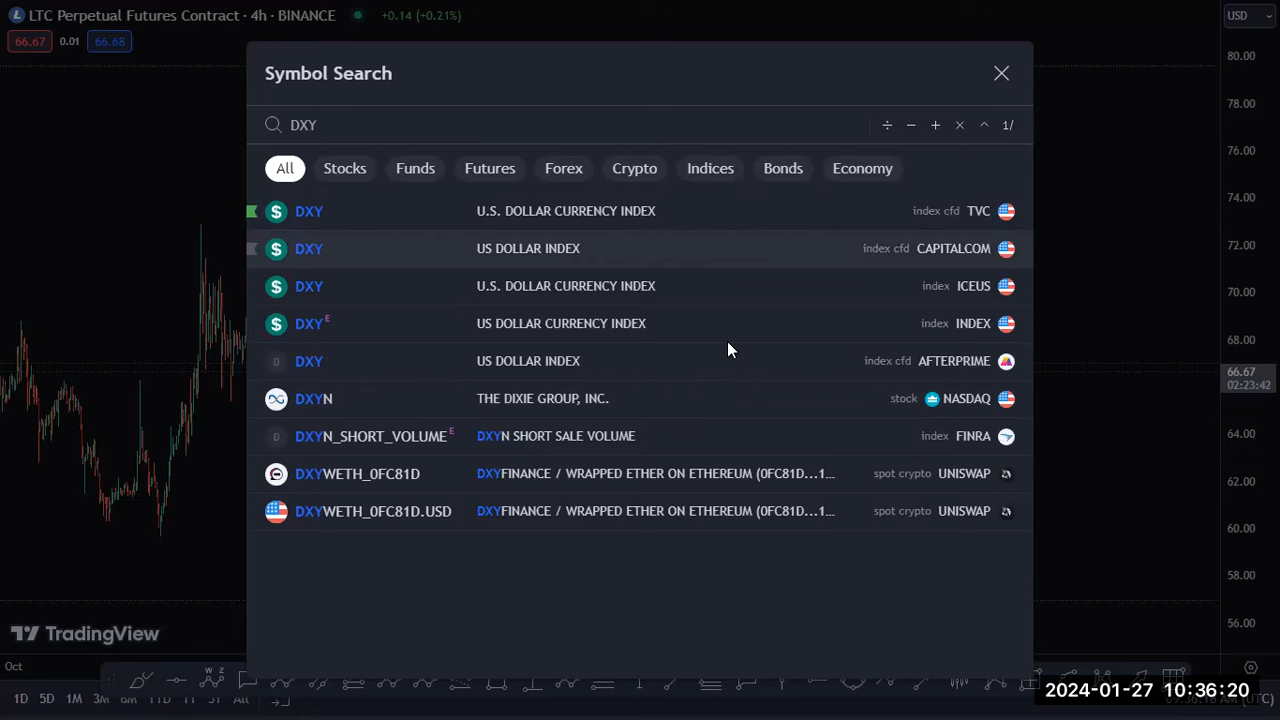 LTC Perpetual Futures Contract · 4h · BINANCE +0.14 (+0.21%) USD
66.67 0.01 66.68
Symbol Search
DXY ÷ − + × ^ 1/
All Stocks Funds Futures Forex Crypto Indices Bonds Economy
DXY U.S. DOLLAR CURRENCY INDEX index cfd TVC
DXY US DOLLAR INDEX index cfd CAPITALCOM
DXY U.S. DOLLAR CURRENCY INDEX index ICEUS
DXY E US DOLLAR CURRENCY INDEX index INDEX
D DXY US DOLLAR INDEX index cfd AFTERPRIME
DXYN THE DIXIE GROUP, INC. stock NASDAQ
D DXYN_SHORT_VOLUME E DXYN SHORT SALE VOLUME index FINRA
DXYWETH_0FC81D DXYFINANCE / WRAPPED ETHER ON ETHEREUM (0FC81D...1... spot crypto UNISWAP
DXYWETH_0FC81D.USD DXYFINANCE / WRAPPED ETHER ON ETHEREUM (0FC81D...1... spot crypto UNISWAP
80.00
78.00
76.00
74.00
72.00
70.00
68.00
66.67
02:23:42
64.00
62.00
60.00
58.00
56.00
TradingView
Oct
W Z
1D 5D 1M 3M 6M YTD 1Y 5Y All
2024-01-27 10:36:20